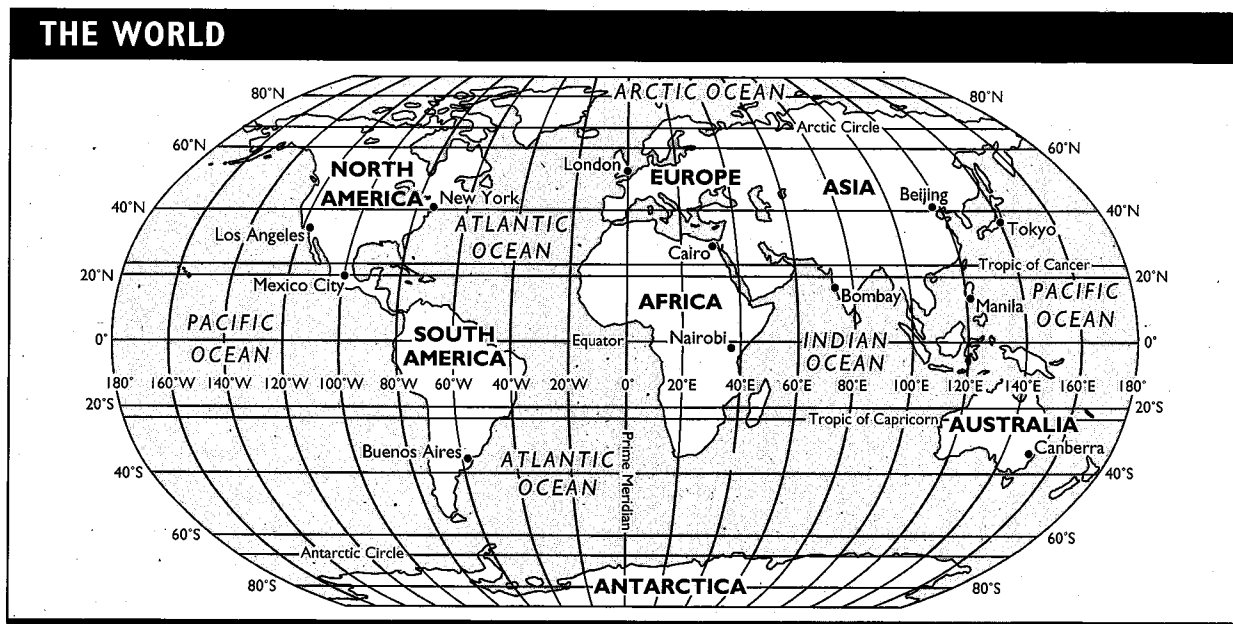 THE WORLD
80°N
ARCTIC OCEAN
80°N
Arctic Circle
60°N
60°N
London
NORTH
AMERICA
EUROPE
ASIA
Beijing
New York
40°N
40°N
ATLANTIC
OCEAN
Los Angeles
Tokyo
Cairo
Tropic of Cancer
20°N
20°N
Mexico City
Bombay
Manila
PACIFIC
OCEAN
AFRICA
PACIFIC
OCEAN
SOUTH
AMERICA
Equator
Nairobi
INDIAN
OCEAN
0°
0°
180° 160°W 140°W 120°W 100°W 80°W 60°W 40°W 20°W 0° 20°E 40°E 60°E 80°E 100°E 120°E 140°E 160°E 180°
20°S
20°S
Tropic of Capricorn
AUSTRALIA
Buenos Aires
ATLANTIC
OCEAN
Prime Meridian
Canberra
40°S
40°S
60°S
60°S
Antarctic Circle
80°S
80°S
ANTARCTICA